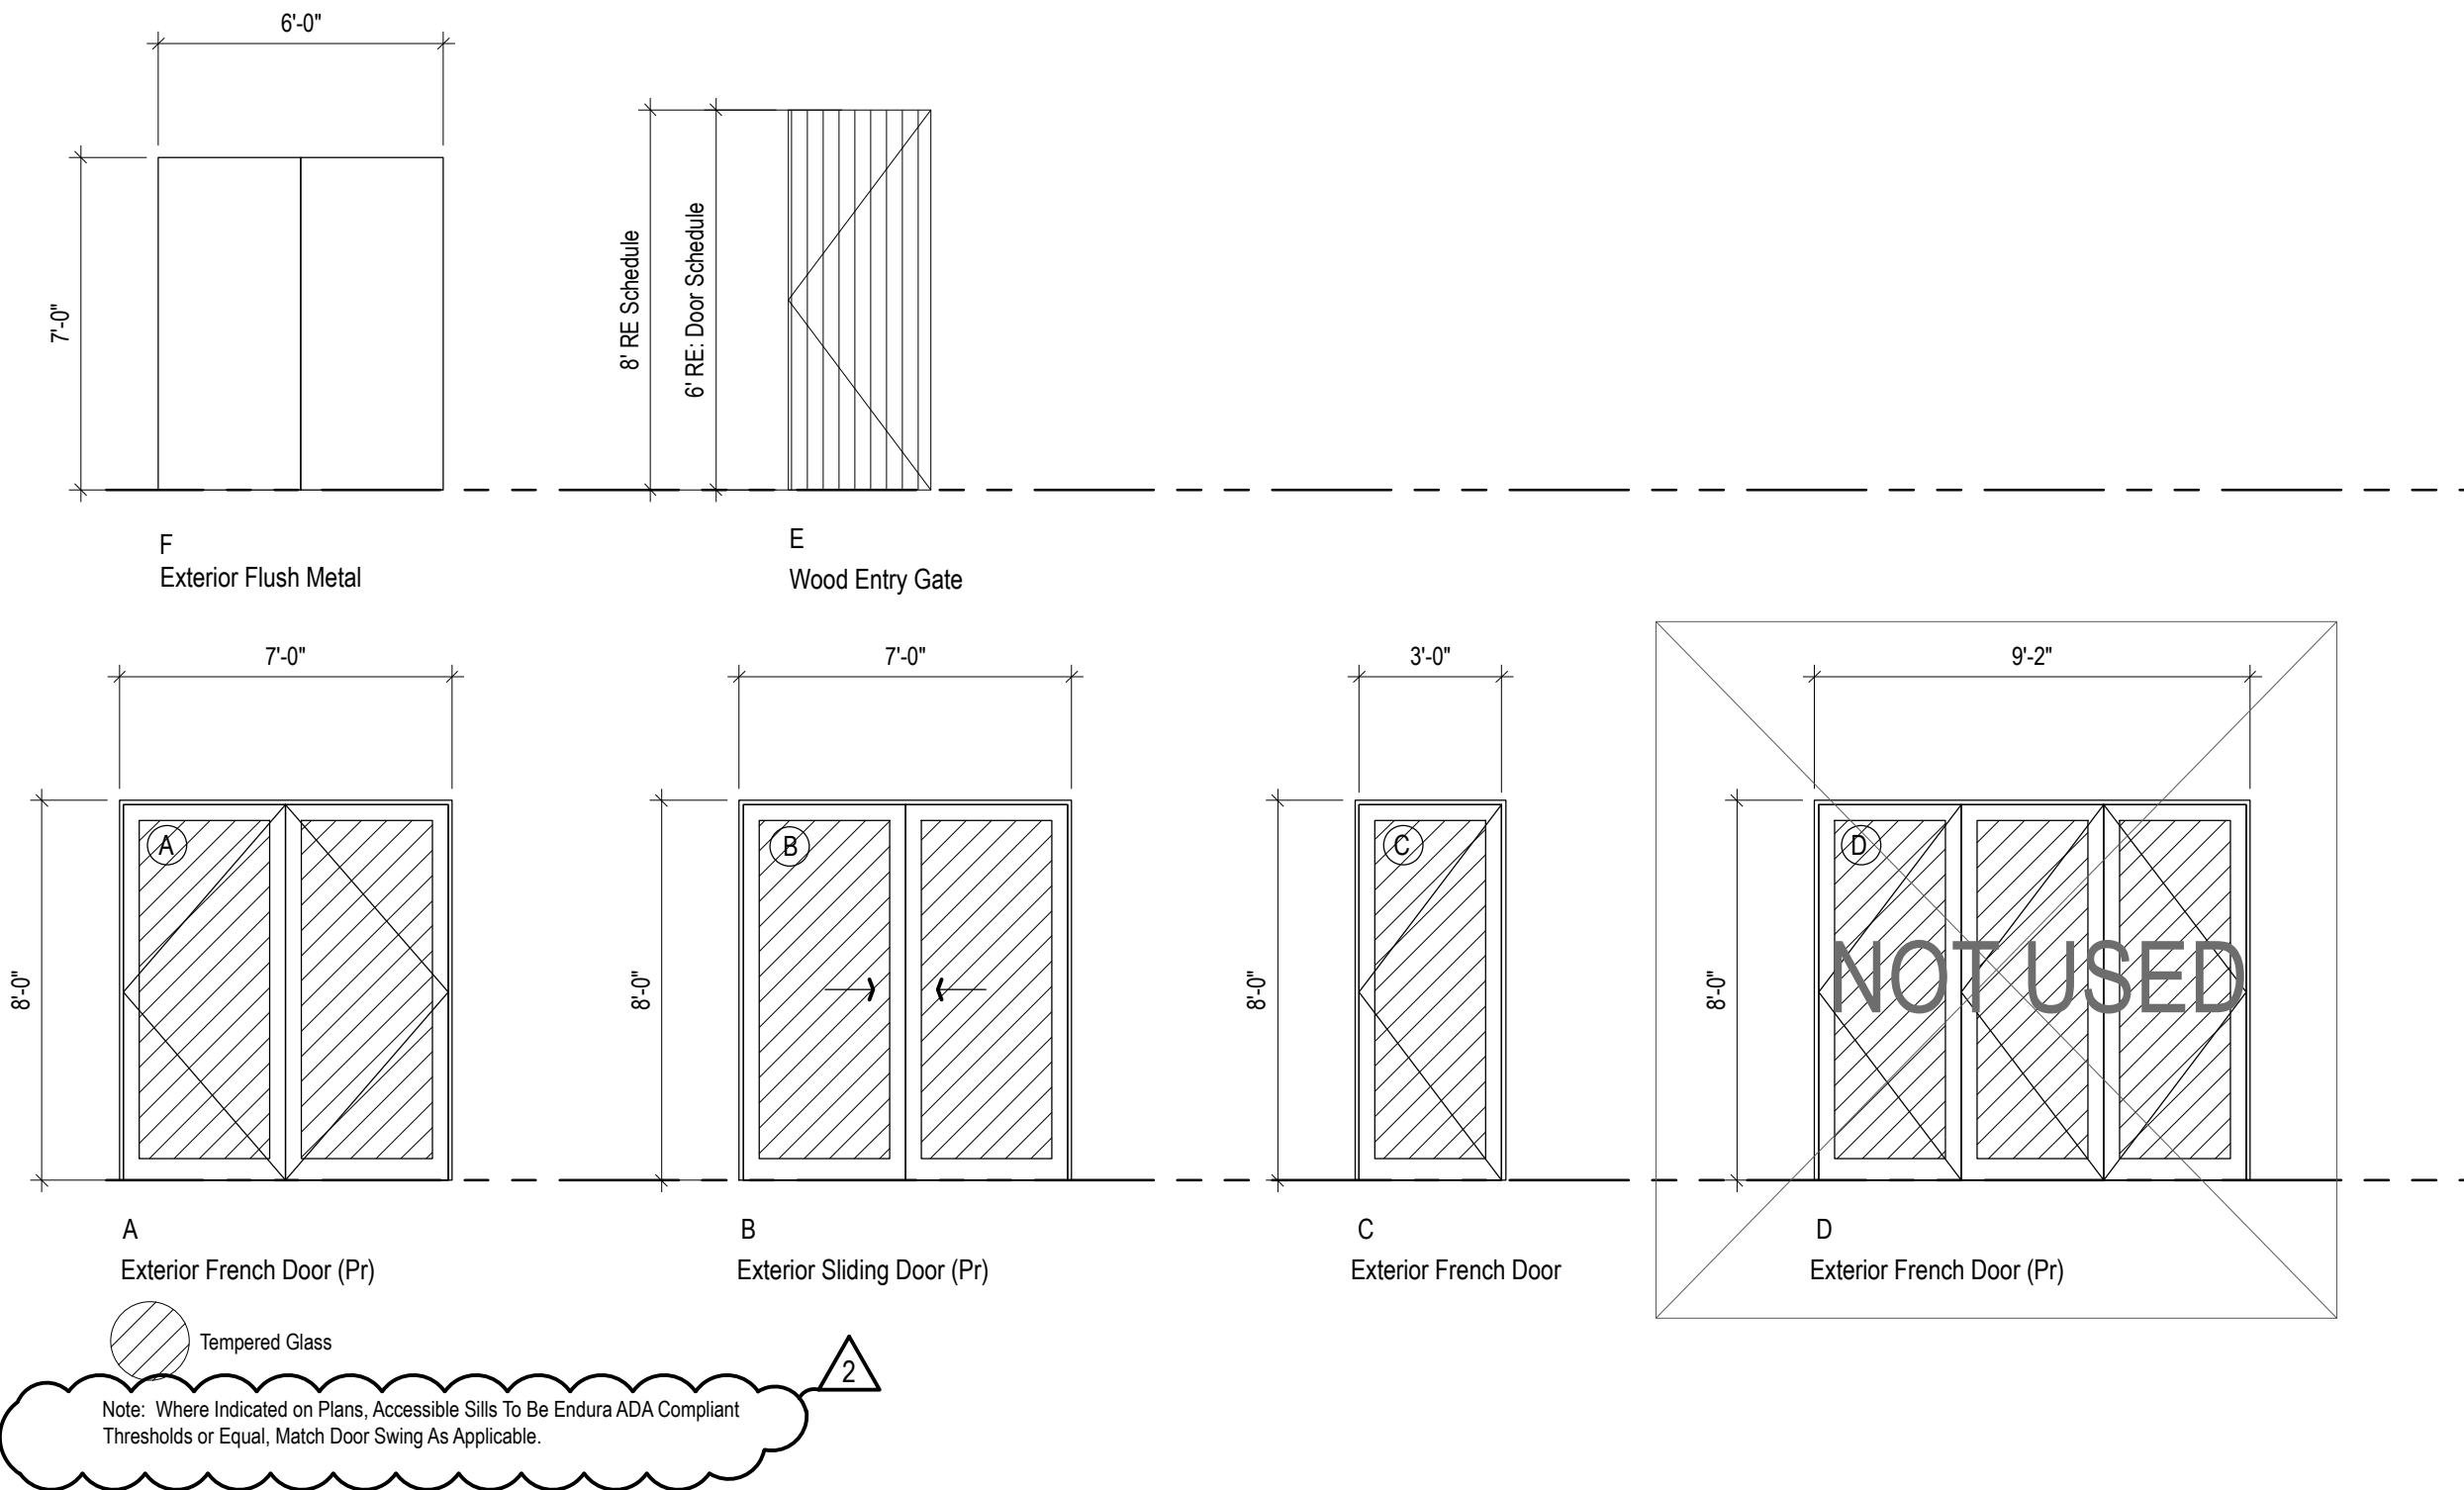 6'-0"
7'-0"
8' RE Schedule
6' RE: Door Schedule
F
Exterior Flush Metal
E
Wood Entry Gate
7'-0"
8'-0"
A
A
Exterior French Door (Pr)
7'-0"
8'-0"
B
B
Exterior Sliding Door (Pr)
3'-0"
8'-0"
C
C
Exterior French Door
9'-2"
8'-0"
D
NOT USED
D
Exterior French Door (Pr)
Tempered Glass
2
Note: Where Indicated on Plans, Accessible Sills To Be Endura ADA Compliant
Thresholds or Equal, Match Door Swing As Applicable.